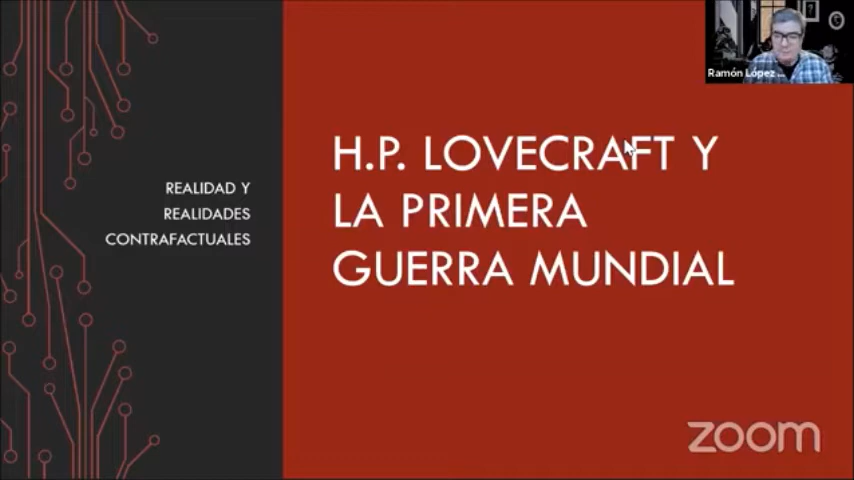 REALIDAD Y
REALIDADES
CONTRAFACTUALES
H.P. LOVECRAFT Y
LA PRIMERA
GUERRA MUNDIAL
Ramón López ...
zoom